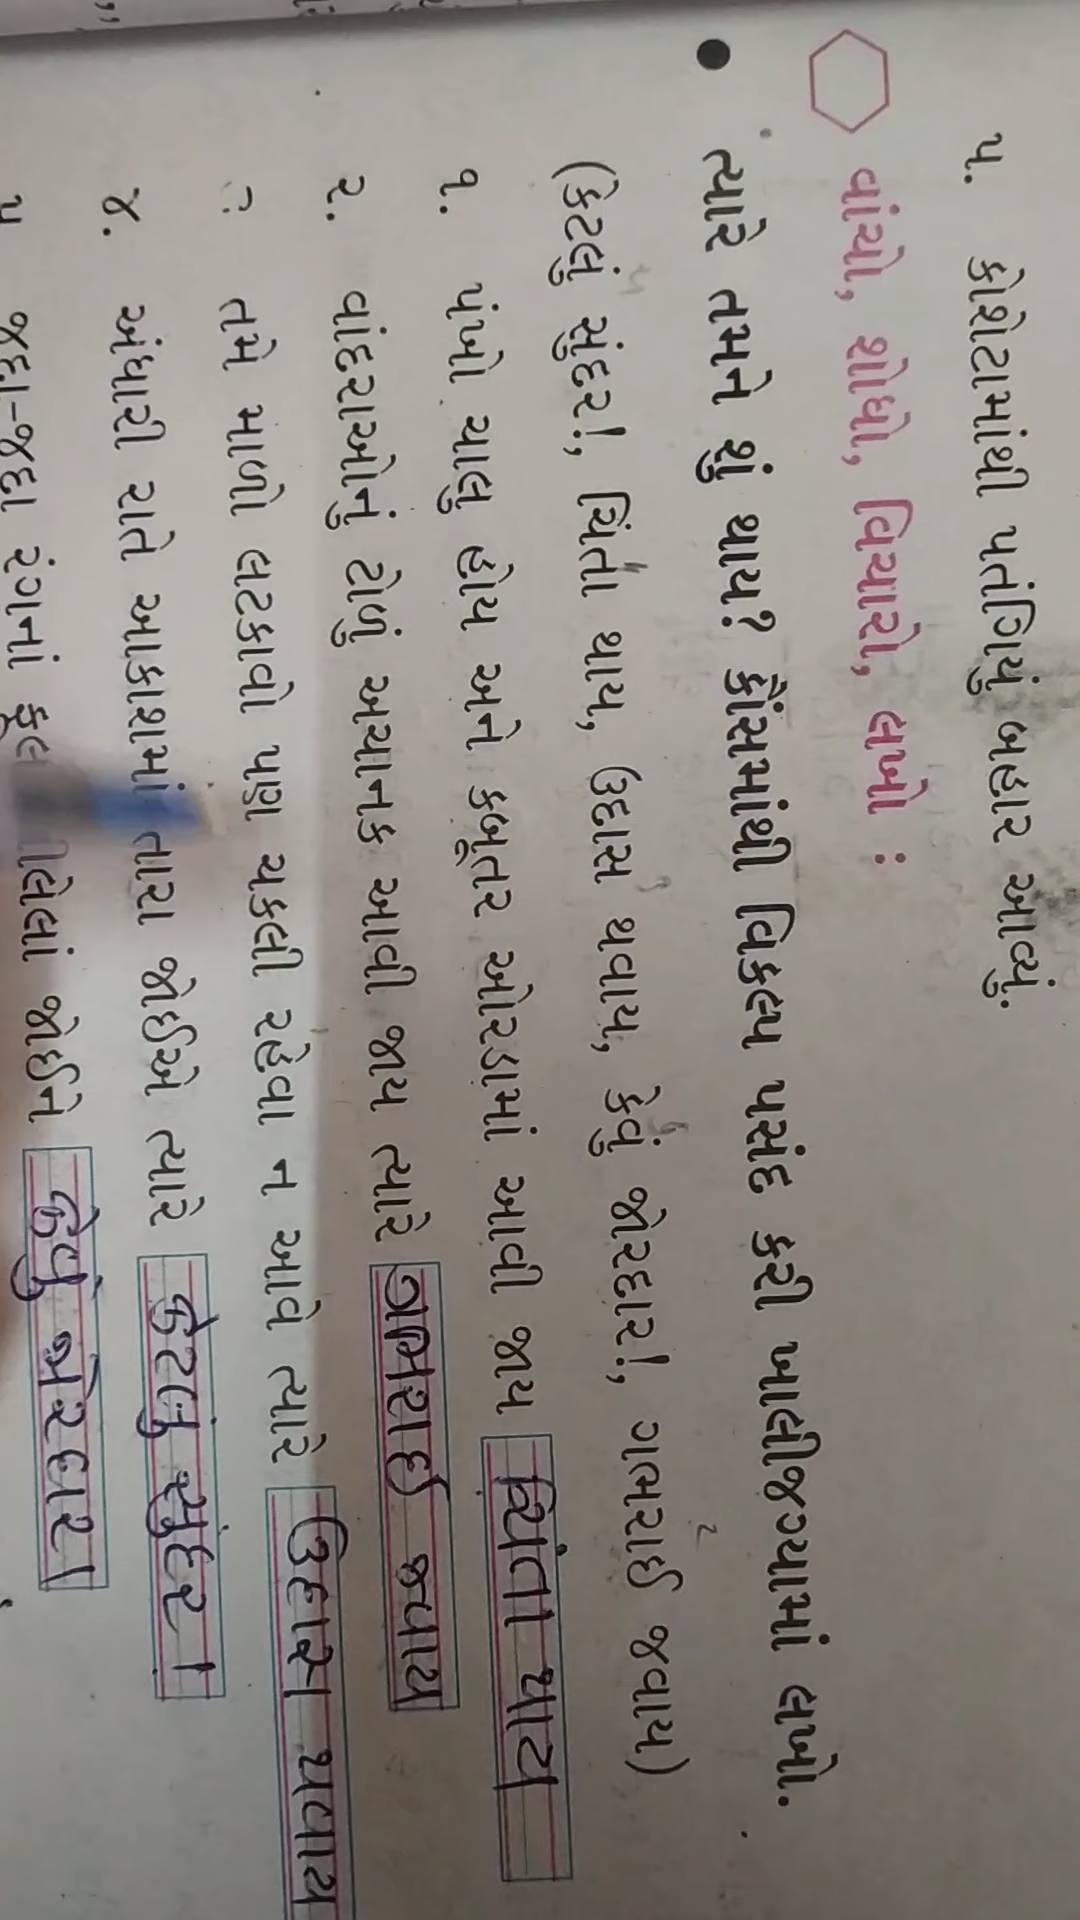 ૫. કોશેટામાંથી પતંગિયું બહાર આવ્યું.
વાંચો, શોધો, વિચારો, લખો :
● ત્યારે તમને શું થાય? કૌંસમાંથી વિકલ્પ પસંદ કરી ખાલીજગ્યામાં લખો.
(કેટલું સુંદર!, ચિંતા થાય, ઉદાસ થવાય, કેવું જોરદાર!, ગભરાઈ જવાય)
૧. પંખો ચાલુ હોય અને કબૂતર ઓરડામાં આવી જાય ચિંતા થાય
૨. વાંદરાઓનું ટોળું અચાનક આવી જાય ત્યારે ગભરાઈ જવાય
તમે માળો લટકાવો પણ ચકલી રહેવા ન આવે ત્યારે ઉદાસ થવાય
૪. અંધારી રાતે આકાશમાં તારા જોઈએ ત્યારે કેટલુ સુંદર !
૫ જુદા-જુદા રંગનાં ફૂલ જોઈને કેવુ જોરદાર !